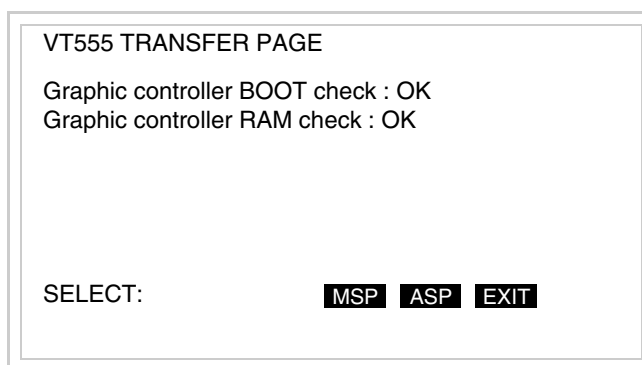 VT555 TRANSFER PAGE
Graphic controller BOOT check : OK
Graphic controller RAM check : OK
SELECT: MSP ASP EXIT